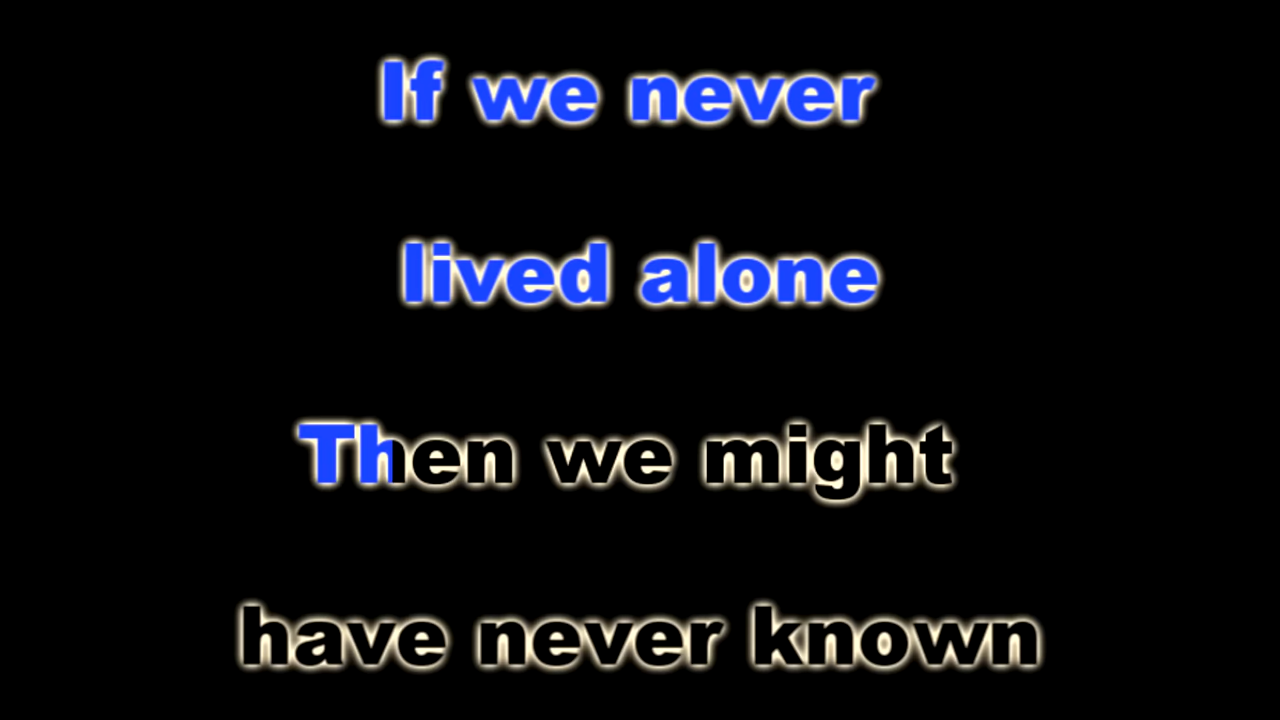 If we never
lived alone
Then we might
have never known